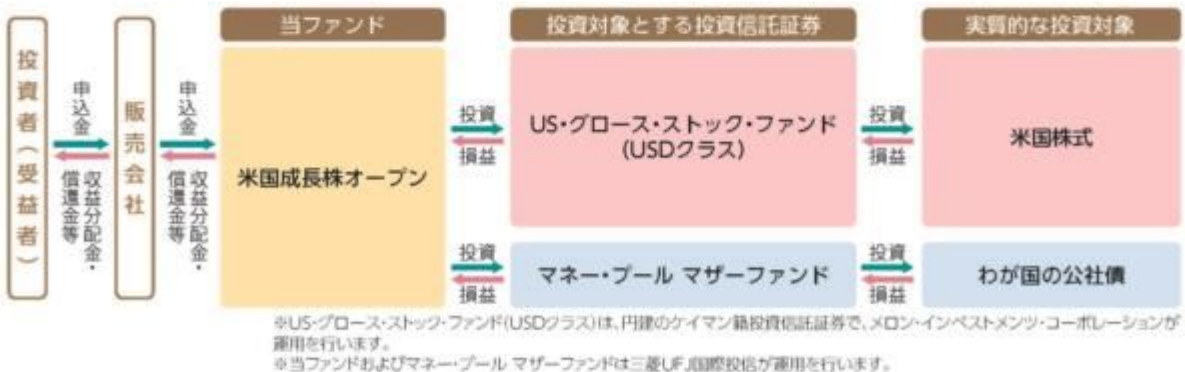 当ファンド
投資対象とする投資信託証券
実質的な投資対象
投資者(受益者)
申込金
収益分配金・
償還金等
販売会社
申込金
収益分配金・
償還金等
米国成長株オープン
投資
損益
US・グロース・ストック・ファンド
(USDクラス)
投資
損益
米国株式
投資
損益
マネー・プール マザーファンド
投資
損益
わが国の公社債
※US・グロース・ストック・ファンド(USDクラス)は、円建のケイマン籍投資信託証券で、メロン・インベストメンツ・コーポレーションが
運用を行います。
※当ファンドおよびマネー・プール マザーファンドは三菱UFJ国際投信が運用を行います。